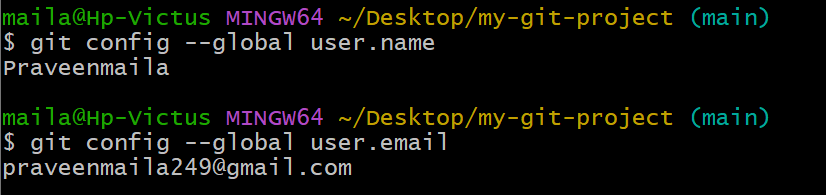 maila@Hp-Victus MINGW64 ~/Desktop/my-git-project (main)
$ git config --global user.name
Praveenmaila
maila@Hp-Victus MINGW64 ~/Desktop/my-git-project (main)
$ git config --global user.email
praveenmaila249@gmail.com